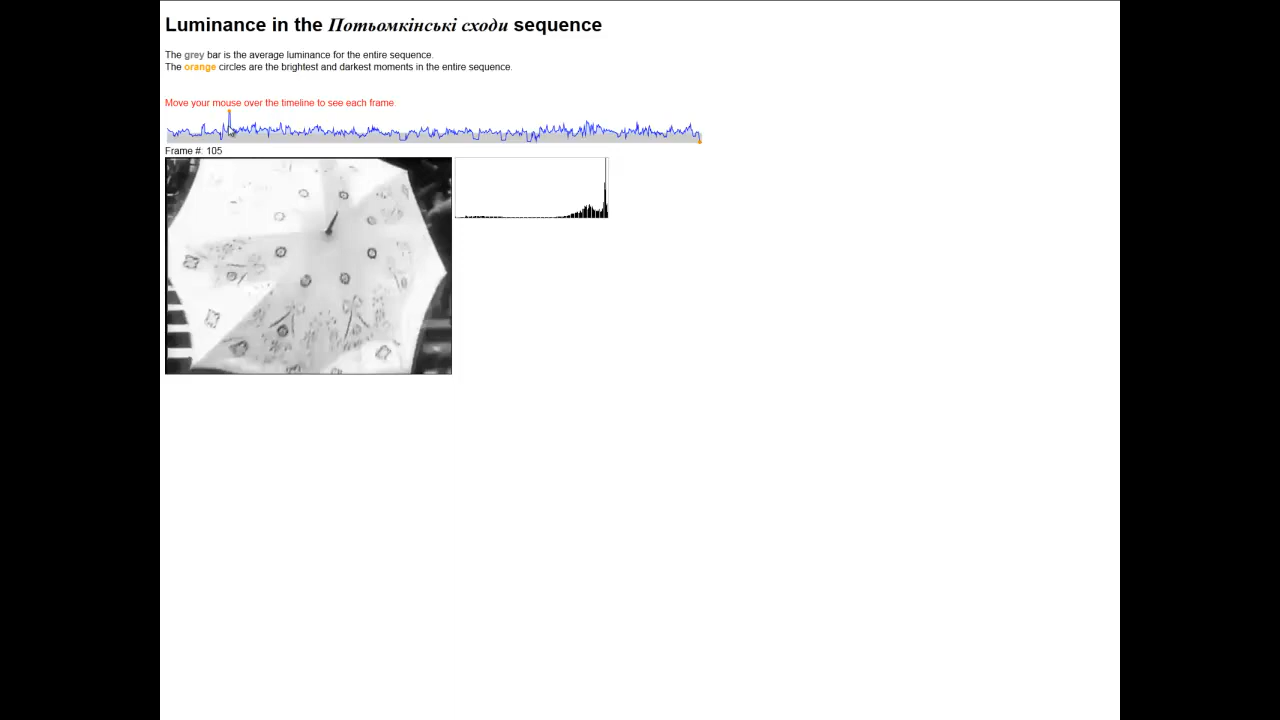 Luminance in the Потьомкінські сходи sequence
The grey bar is the average luminance for the entire sequence.
The orange circles are the brightest and darkest moments in the entire sequence.
Move your mouse over the timeline to see each frame.
Frame #: 105